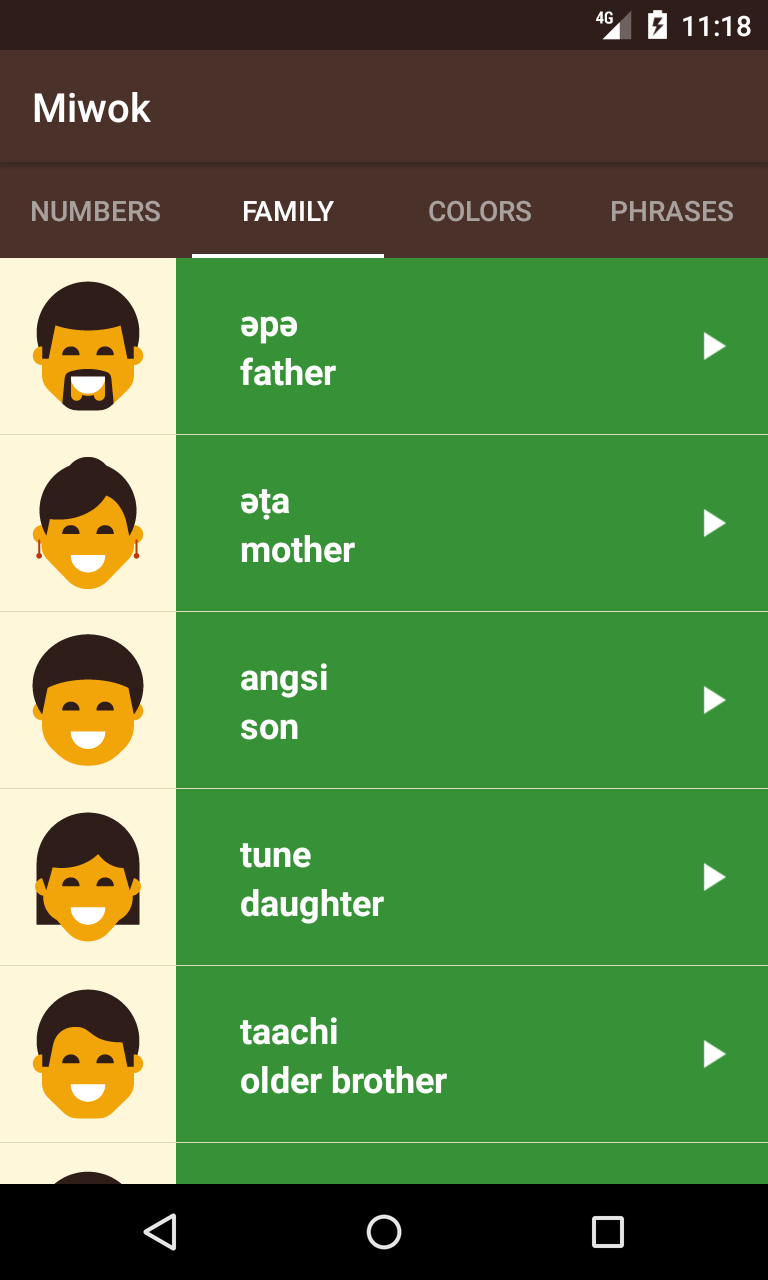 4G 11:18
Miwok
NUMBERS FAMILY COLORS PHRASES
əpə
father
əṭa
mother
angsi
son
tune
daughter
taachi
older brother